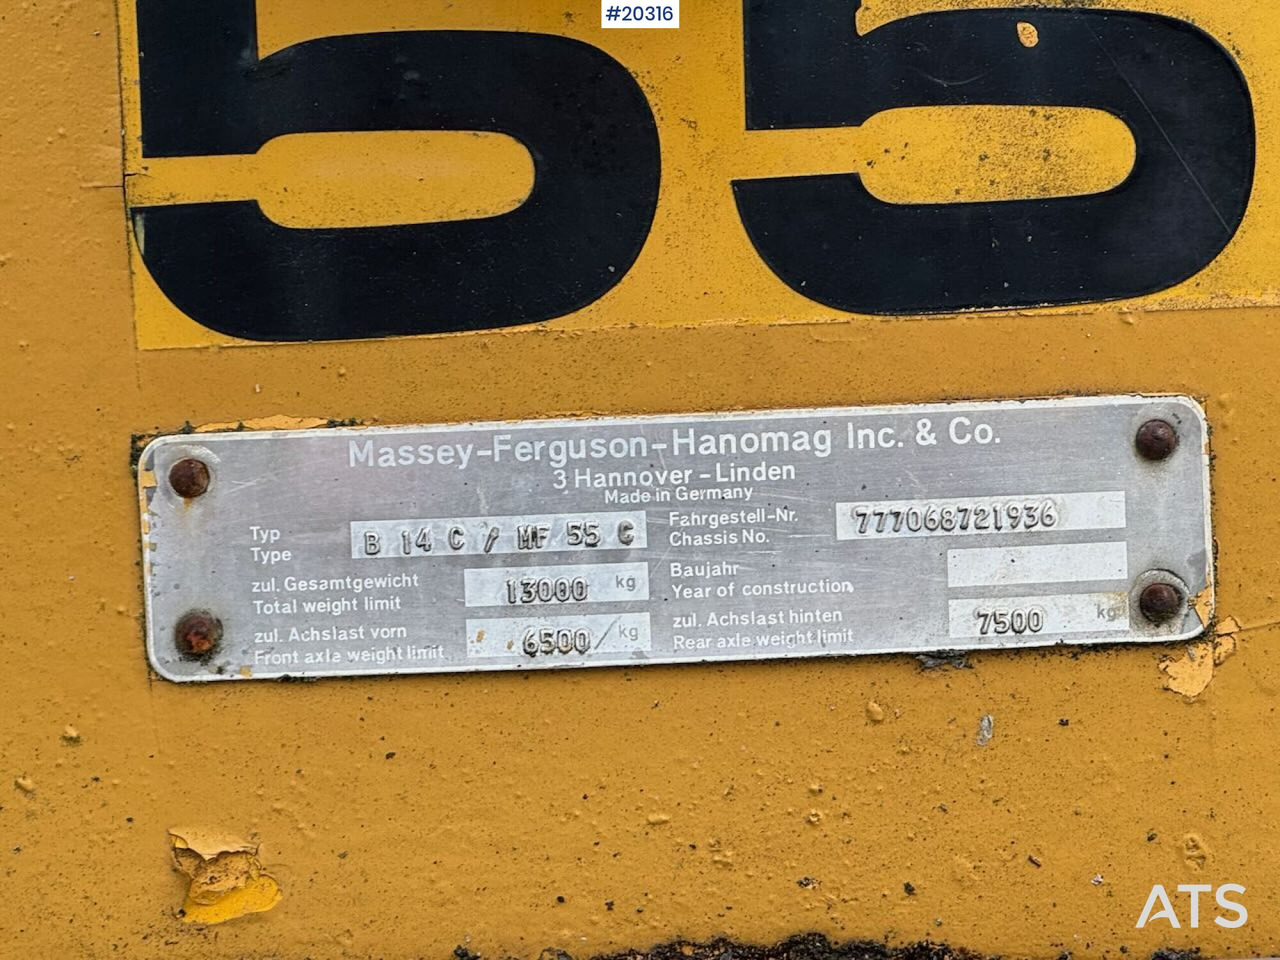 #20316
55
Massey-Ferguson-Hanomag Inc. & Co.
3 Hannover-Linden
Made in Germany
Typ
Type
B 14 C / MF 55 C
Fahrgestell-Nr.
Chassis No.
777068721936
zul. Gesamtgewicht
Total weight limit
13000 kg
Baujahr
Year of construction
zul. Achslast vorn
Front axle weight limit
6500 kg
zul. Achslast hinten
Rear axle weight limit
7500 kg
ATS